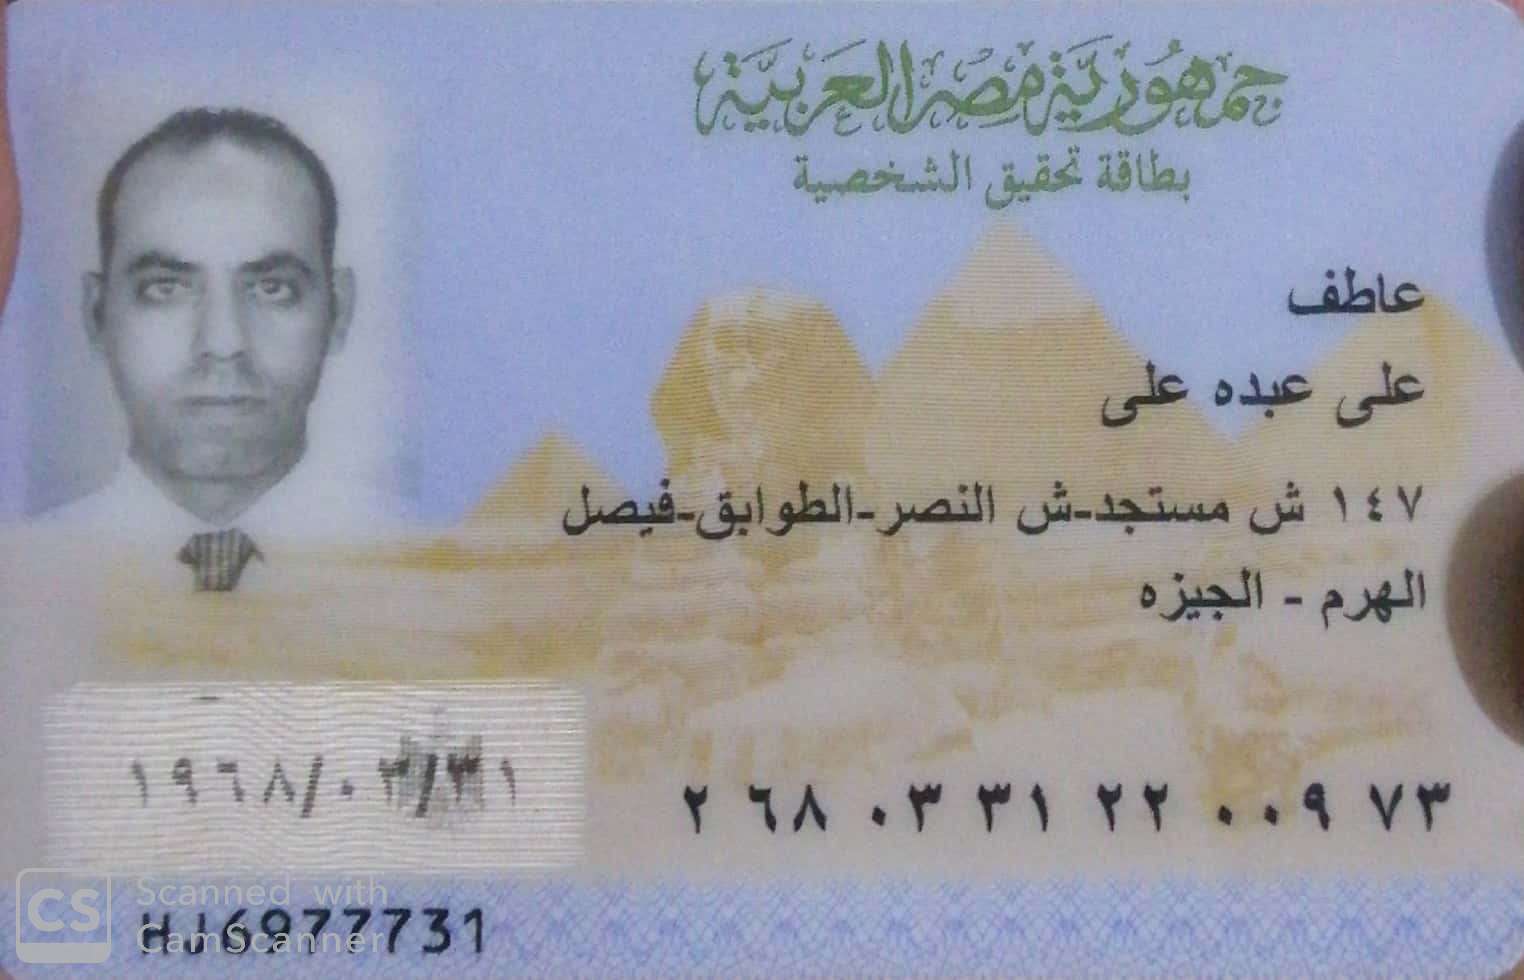 جمهورية مصر العربية
بطاقة تحقيق الشخصية
عاطف
على عبده على
١٤٧ ش مستجد-ش النصر-الطوابق-فيصل
الهرم - الجيزه
١٩٦٨/٠٣/٣١
٢ ٦٨ ٠٣ ٣١ ٢٢ ٠٠٩ ٧٣
CS Scanned with
CamScanner
HJ6977731